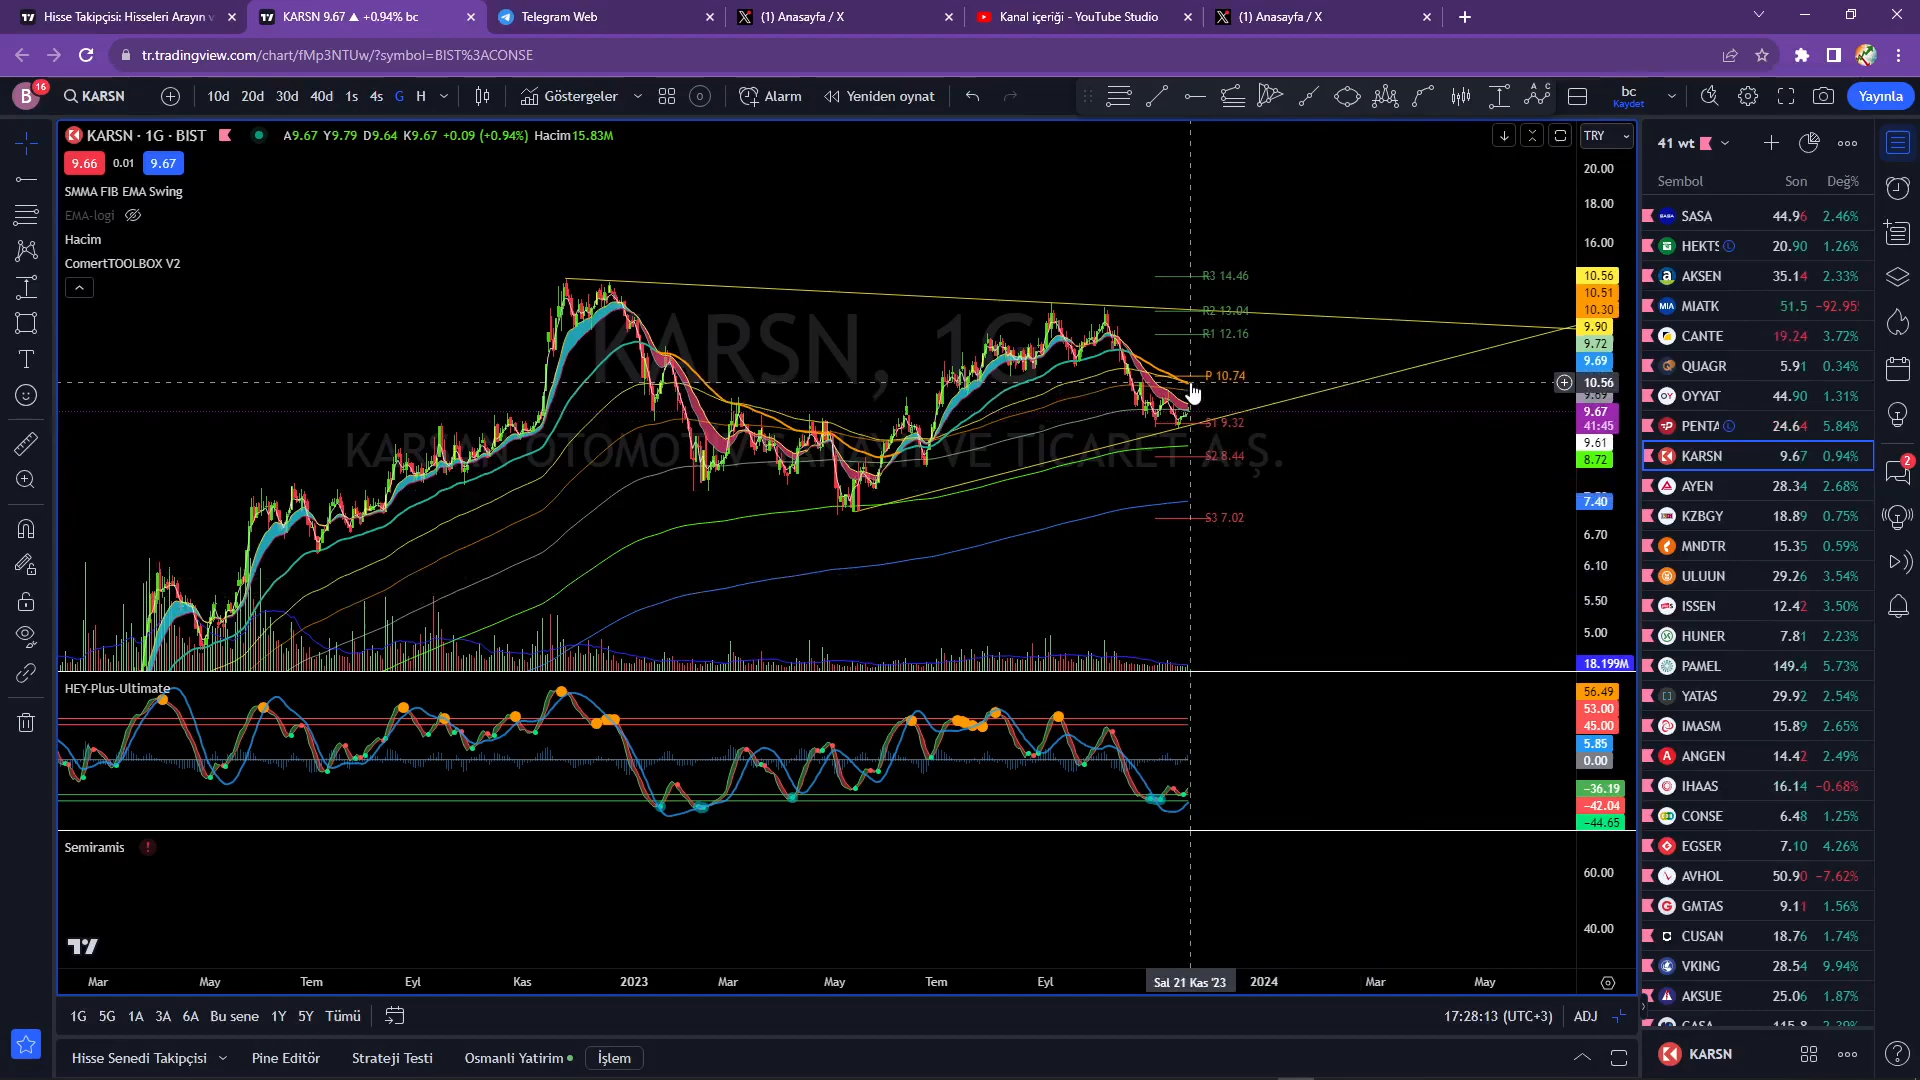 Hisse Takipçisi: Hisseleri Arayın v
KARSN 9.67 ▲ +0.94% bc
Telegram Web
(1) Anasayfa / X
Kanal içeriği - YouTube Studio
(1) Anasayfa / X
tr.tradingview.com/chart/fMp3NTUw/?symbol=BIST%3ACONSE
B 16
KARSN
10d 20d 30d 40d 1s 4s G H
Göstergeler
Alarm
Yeniden oynat
bc
Kaydet
Yayınla
KARSN · 1G · BIST
A9.67 Y9.79 D9.64 K9.67 +0.09 (+0.94%) Hacim15.83M
9.66 0.01 9.67
SMMA FIB EMA Swing
EMA-logi
Hacim
ComertTOOLBOX V2
KARSN, 1G
KARSAN OTOMOTİV SANAYİİ VE TİCARET A.Ş.
R3 14.46
R2 13.04
R1 12.16
P 10.74
S1 9.32
S2 8.44
S3 7.02
TRY
20.00
18.00
16.00
10.56
10.51
10.30
9.90
9.72
9.69
10.56
9.67
41:45
9.61
8.72
7.40
6.70
6.10
5.50
5.00
18.199M
HEY-Plus-Ultimate
56.49
53.00
45.00
5.85
0.00
−36.19
−42.04
−44.65
Semiramis
60.00
40.00
Mar May Tem Eyl Kas 2023 Mar May Tem Eyl Sal 21 Kas '23 2024 Mar May
1G 5G 1A 3A 6A Bu sene 1Y 5Y Tümü
17:28:13 (UTC+3) ADJ
Hisse Senedi Takipçisi
Pine Editör
Strateji Testi
Osmanli Yatirim
İşlem
41 wt
Sembol Son Değ%
SASA 44.96 2.46%
HEKTS 20.90 1.26%
AKSEN 35.14 2.33%
MIATK 51.5 −92.95
CANTE 19.24 3.72%
QUAGR 5.91 0.34%
OYYAT 44.90 1.31%
PENTA 24.64 5.84%
KARSN 9.67 0.94%
AYEN 28.34 2.68%
KZBGY 18.89 0.75%
MNDTR 15.35 0.59%
ULUUN 29.26 3.54%
ISSEN 12.42 3.50%
HUNER 7.81 2.23%
PAMEL 149.4 5.73%
YATAS 29.92 2.54%
IMASM 15.89 2.65%
ANGEN 14.42 2.49%
IHAAS 16.14 −0.68%
CONSE 6.48 1.25%
EGSER 7.10 4.26%
AVHOL 50.90 −7.62%
GMTAS 9.11 1.56%
CUSAN 18.76 1.74%
VKING 28.54 9.94%
AKSUE 25.06 1.87%
KARSN
2